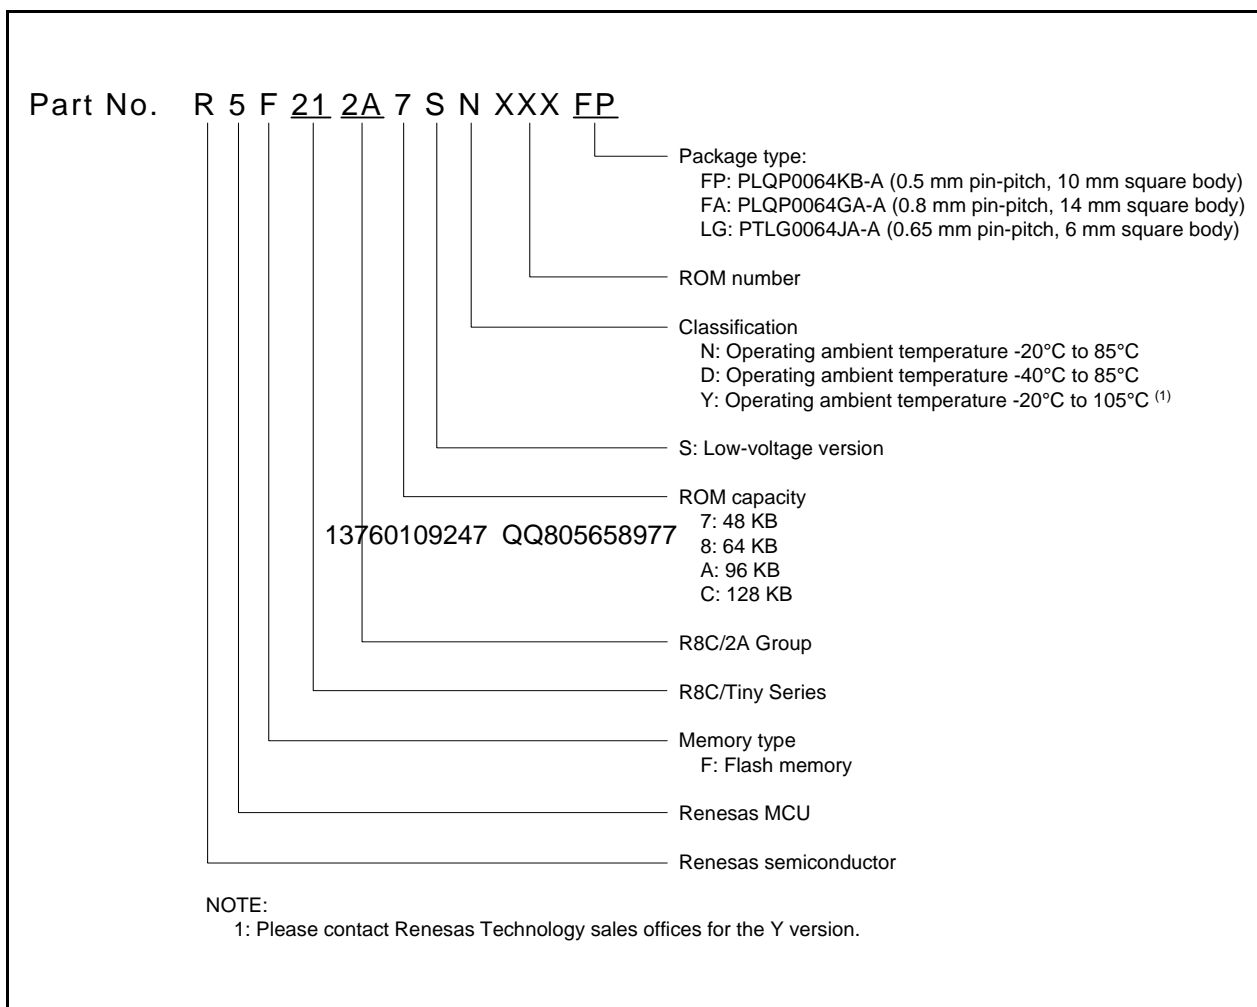 Part No. R 5 F 21 2A 7 S N XXX FP
Package type:
FP: PLQP0064KB-A (0.5 mm pin-pitch, 10 mm square body)
FA: PLQP0064GA-A (0.8 mm pin-pitch, 14 mm square body)
LG: PTLG0064JA-A (0.65 mm pin-pitch, 6 mm square body)
ROM number
Classification
N: Operating ambient temperature -20°C to 85°C
D: Operating ambient temperature -40°C to 85°C
Y: Operating ambient temperature -20°C to 105°C (1)
S: Low-voltage version
ROM capacity
7: 48 KB
13760109247 QQ805658977
8: 64 KB
A: 96 KB
C: 128 KB
R8C/2A Group
R8C/Tiny Series
Memory type
F: Flash memory
Renesas MCU
Renesas semiconductor
NOTE:
1: Please contact Renesas Technology sales offices for the Y version.